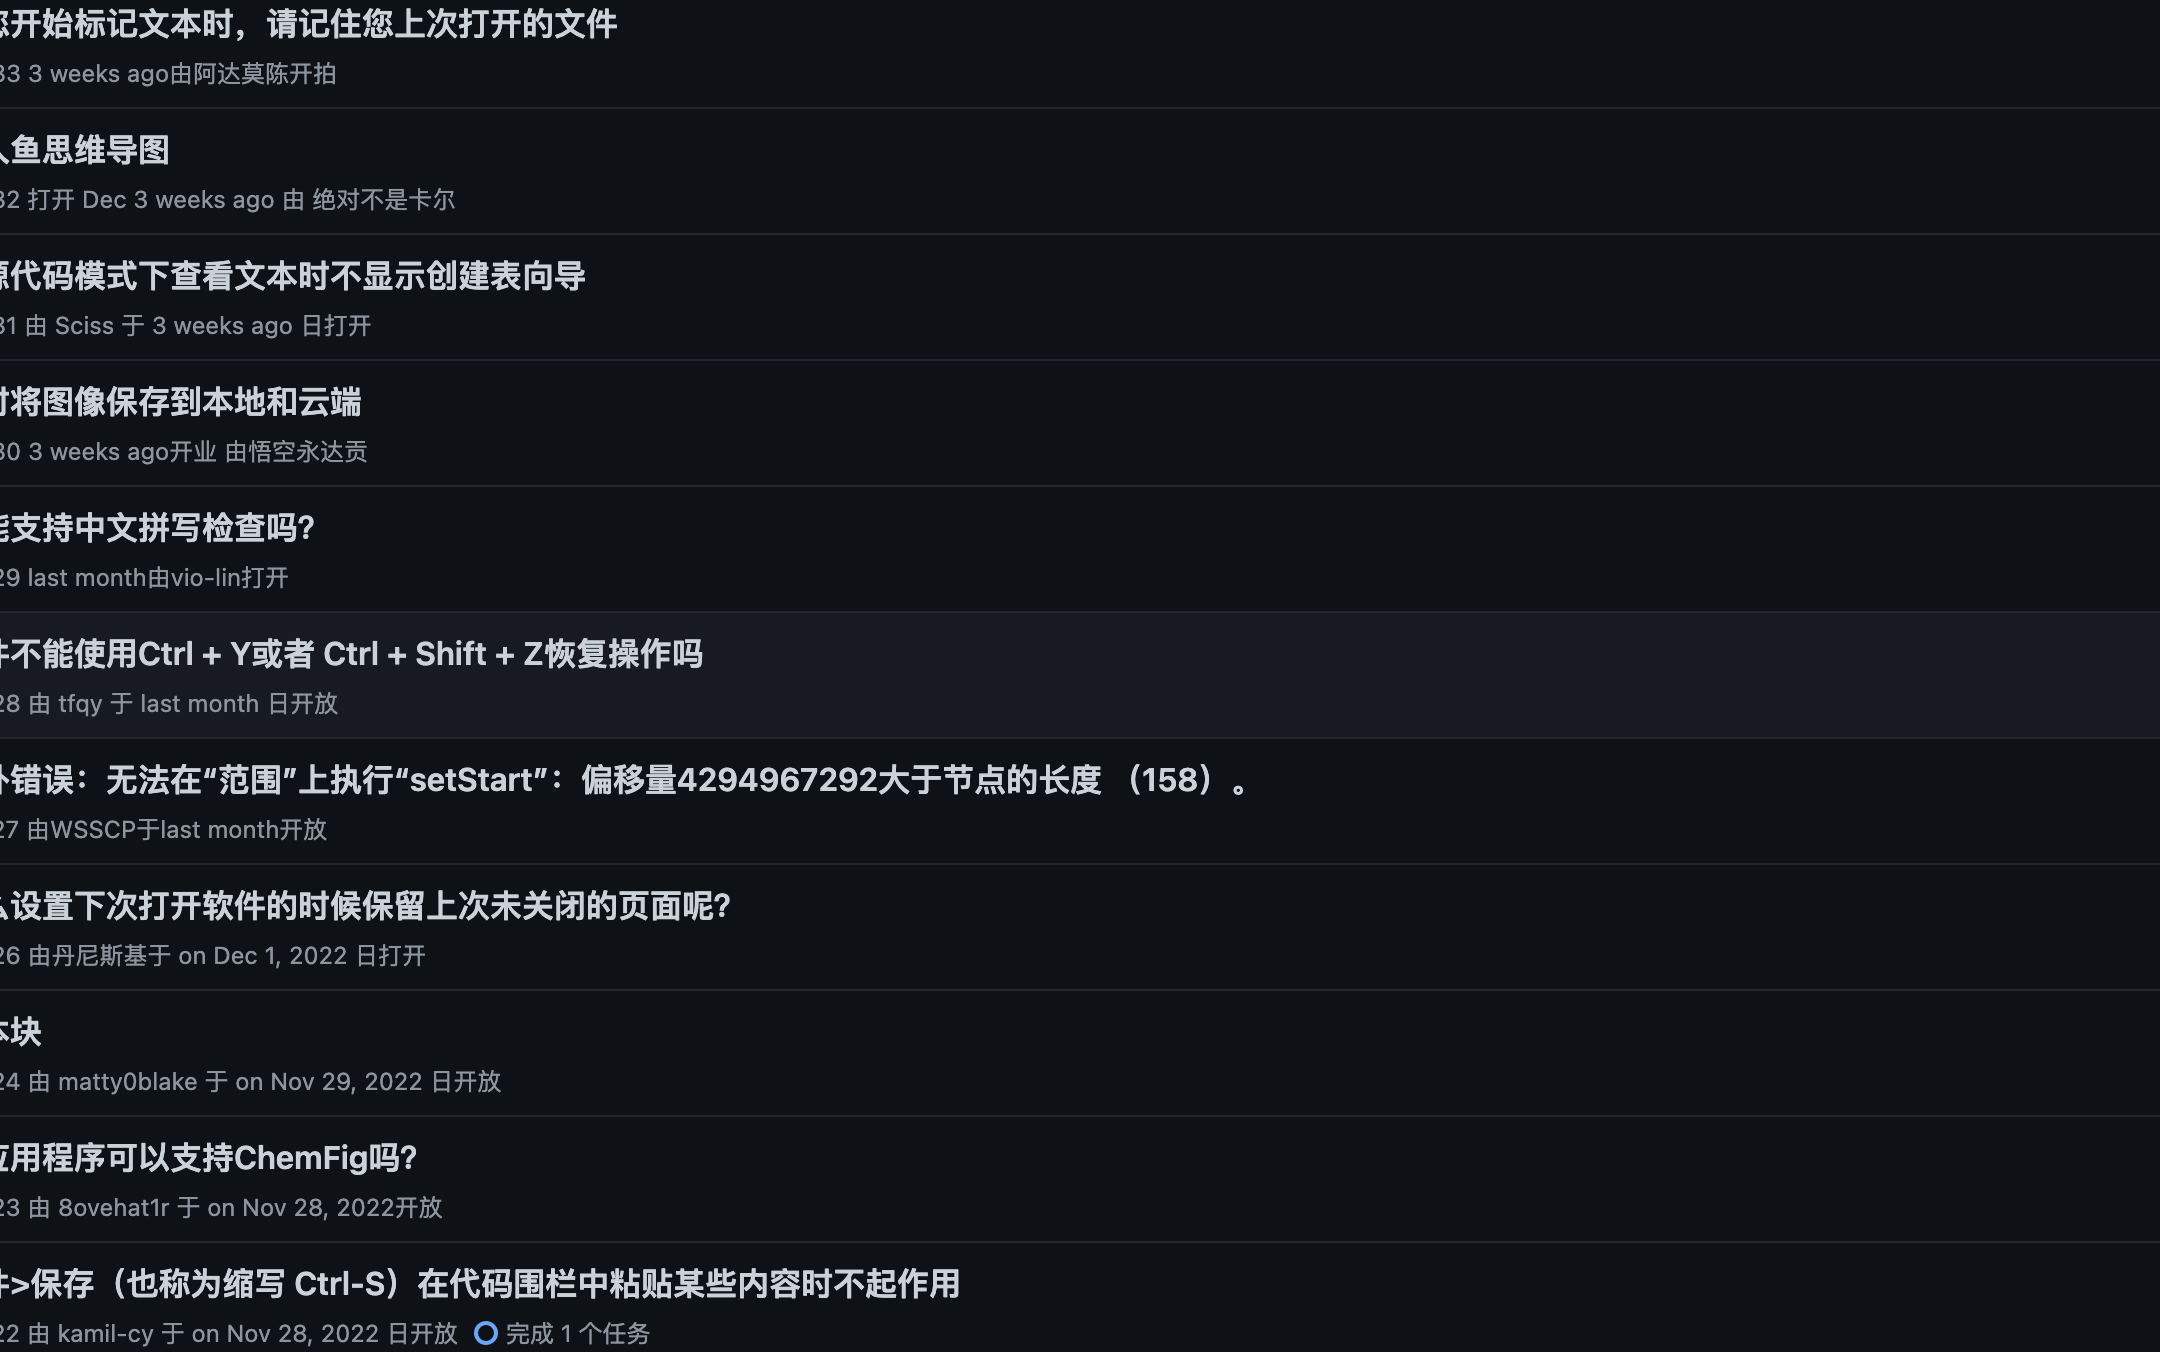 您开始标记文本时，请记住您上次打开的文件
33 3 weeks ago由阿达莫陈开拍
人鱼思维导图
32 打开 Dec 3 weeks ago 由 绝对不是卡尔
源代码模式下查看文本时不显示创建表向导
31 由 Sciss 于 3 weeks ago 日打开
时将图像保存到本地和云端
30 3 weeks ago开业 由悟空永达贡
能支持中文拼写检查吗?
29 last month由vio-lin打开
件不能使用Ctrl + Y或者 Ctrl + Shift + Z恢复操作吗
28 由 tfqy 于 last month 日开放
外错误：无法在“范围”上执行“setStart”：偏移量4294967292大于节点的长度 （158）。
27 由WSSCP于last month开放
么设置下次打开软件的时候保留上次未关闭的页面呢?
26 由丹尼斯基于 on Dec 1, 2022 日打开
本块
24 由 matty0blake 于 on Nov 29, 2022 日开放
应用程序可以支持ChemFig吗?
23 由 8ovehat1r 于 on Nov 28, 2022开放
件>保存（也称为缩写 Ctrl-S）在代码围栏中粘贴某些内容时不起作用
22 由 kamil-cy 于 on Nov 28, 2022 日开放 完成 1 个任务